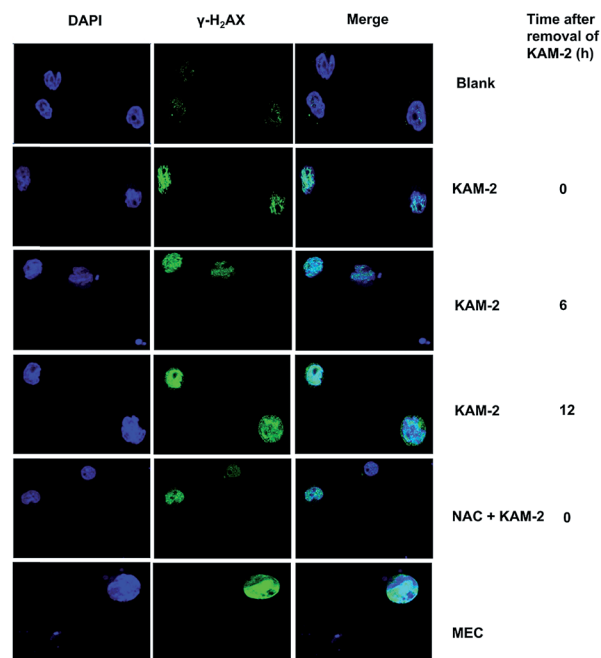 DAPI
γ-H₂AX
Merge
Time after
removal of
KAM-2 (h)
Blank
KAM-2 0
KAM-2 6
KAM-2 12
NAC + KAM-2 0
MEC